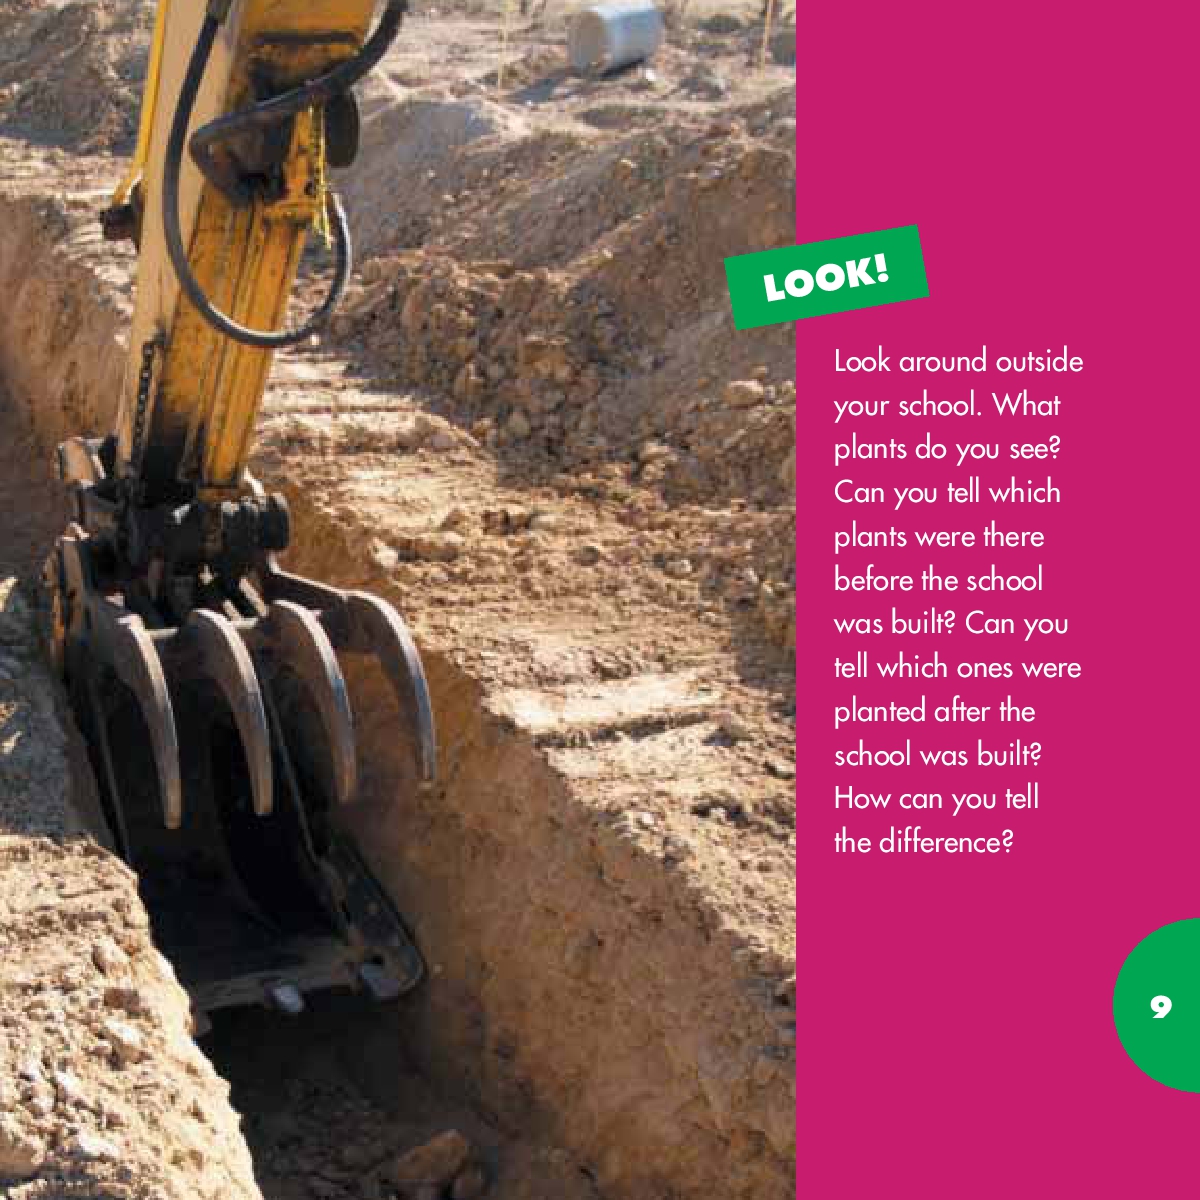 LOOK!
Look around outside
your school. What
plants do you see?
Can you tell which
plants were there
before the school
was built? Can you
tell which ones were
planted after the
school was built?
How can you tell
the difference?
9